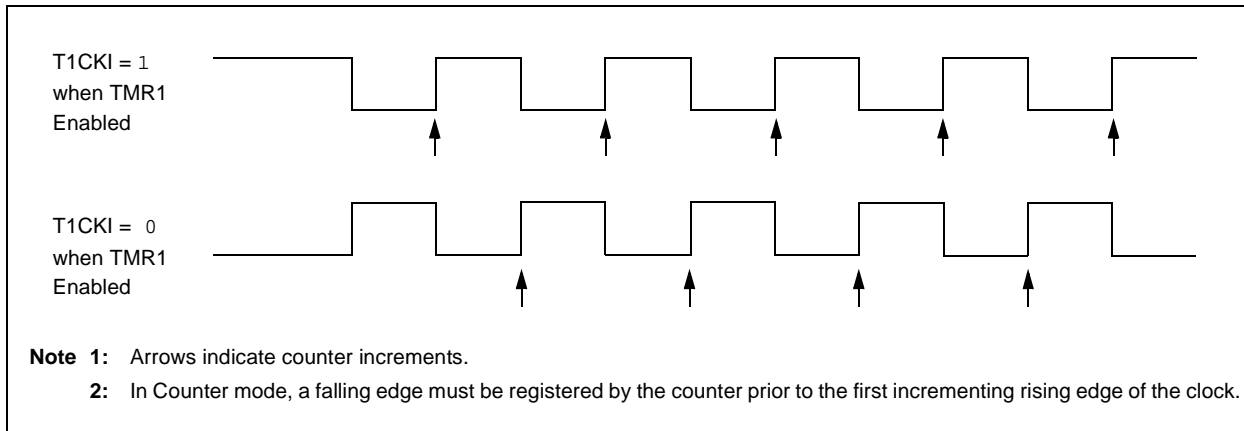 T1CKI = 1
when TMR1
Enabled
T1CKI = 0
when TMR1
Enabled
Note 1: Arrows indicate counter increments.
2: In Counter mode, a falling edge must be registered by the counter prior to the first incrementing rising edge of the clock.